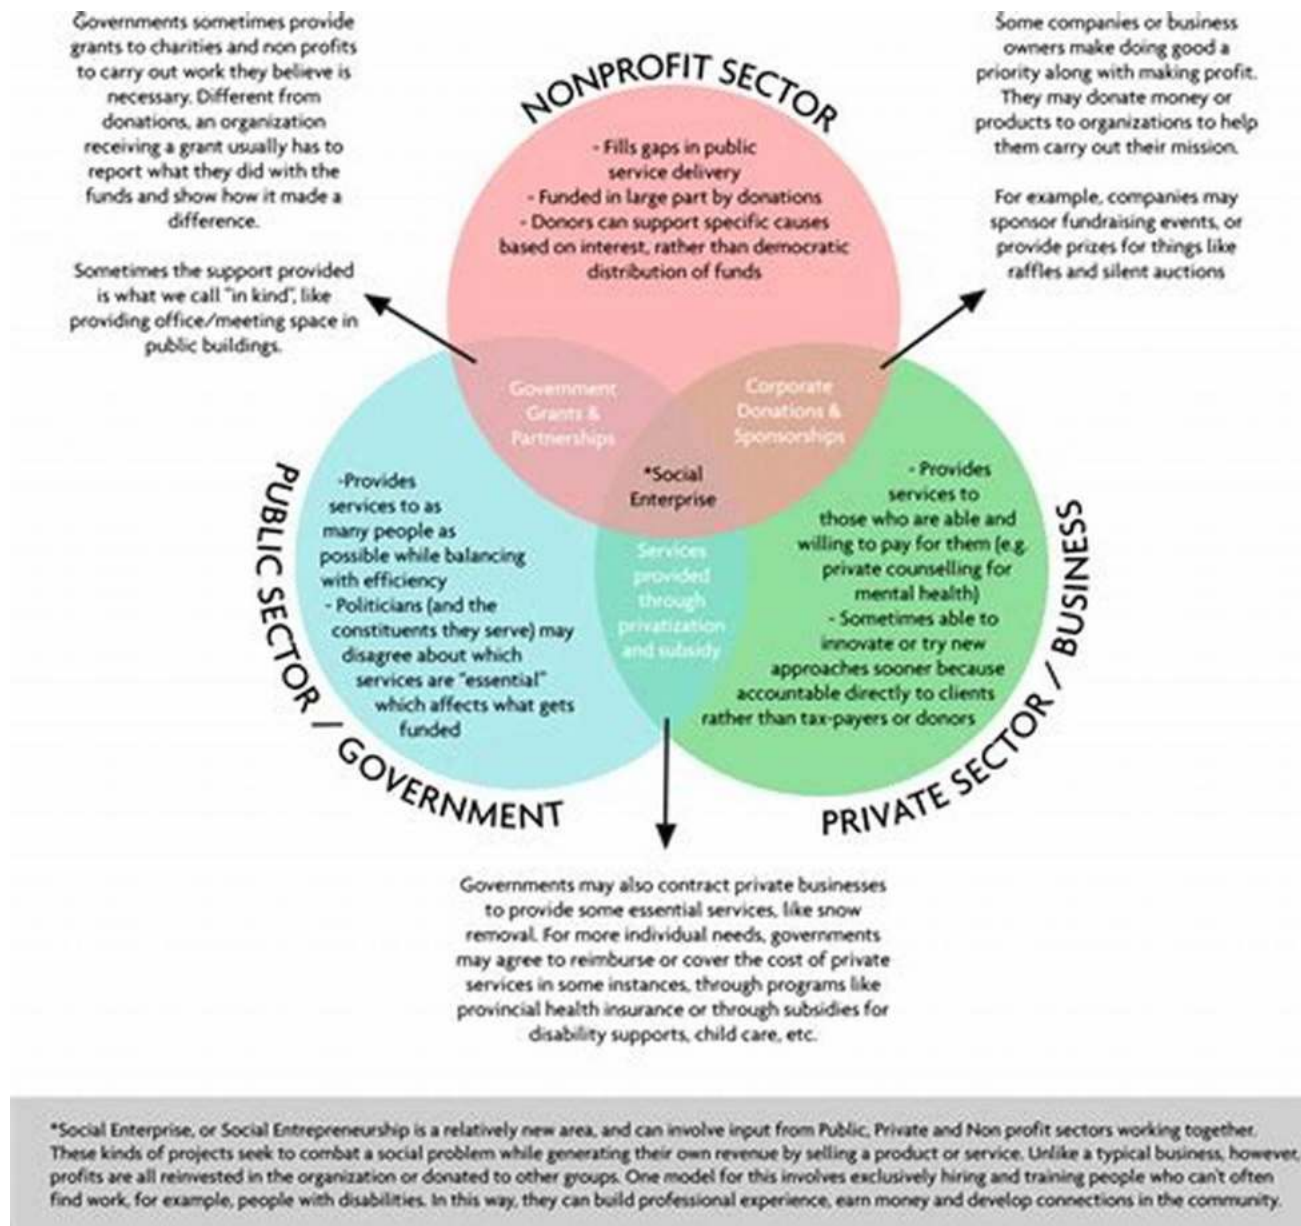 Governments sometimes provide
grants to charities and non profits
to carry out work they believe is
necessary. Different from
donations, an organization
receiving a grant usually has to
report what they did with the
funds and show how it made a
difference.
Sometimes the support provided
is what we call "in kind", like
providing office/meeting space in
public buildings.
Some companies or business
owners make doing good a
priority along with making profit.
They may donate money or
products to organizations to help
them carry out their mission.
For example, companies may
sponsor fundraising events, or
provide prizes for things like
raffles and silent auctions
NONPROFIT SECTOR
- Fills gaps in public
service delivery
- Funded in large part by donations
- Donors can support specific causes
based on interest, rather than democratic
distribution of funds
Government
Grants &
Partnerships
Corporate
Donations &
Sponsorships
*Social
Enterprise
PUBLIC SECTOR / GOVERNMENT
-Provides
services to as
many people as
possible while balancing
with efficiency
- Politicians (and the
constituents they serve) may
disagree about which
services are "essential"
which affects what gets
funded
Services
provided
through
privatization
and subsidy
- Provides
services to
those who are able and
willing to pay for them (e.g.
private counselling for
mental health)
- Sometimes able to
innovate or try new
approaches sooner because
accountable directly to clients
rather than tax-payers or donors
PRIVATE SECTOR / BUSINESS
Governments may also contract private businesses
to provide some essential services, like snow
removal. For more individual needs, governments
may agree to reimburse or cover the cost of private
services in some instances, through programs like
provincial health insurance or through subsidies for
disability supports, child care, etc.
*Social Enterprise, or Social Entrepreneurship is a relatively new area, and can involve input from Public, Private and Non profit sectors working together.
These kinds of projects seek to combat a social problem while generating their own revenue by selling a product or service. Unlike a typical business, however,
profits are all reinvested in the organization or donated to other groups. One model for this involves exclusively hiring and training people who can't often
find work, for example, people with disabilities. In this way, they can build professional experience, earn money and develop connections in the community.